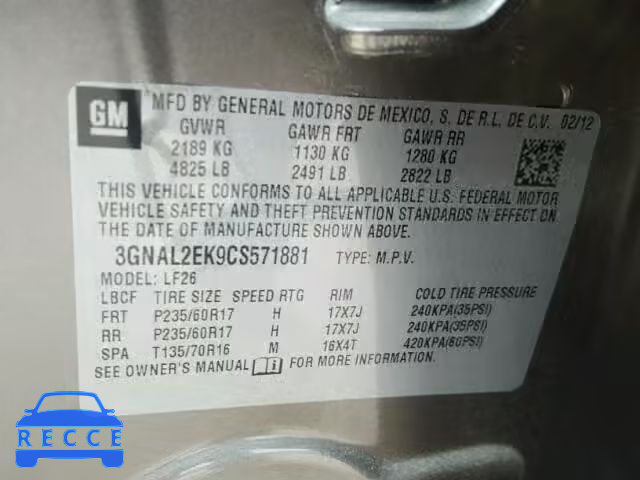 GM
MFD BY GENERAL MOTORS DE MEXICO, S. DE R.L. DE C.V. 02/12
GVWR GAWR FRT GAWR RR
2189 KG 1130 KG 1280 KG
4825 LB 2491 LB 2822 LB
THIS VEHICLE CONFORMS TO ALL APPLICABLE U.S. FEDERAL MOTOR
VEHICLE SAFETY AND THEFT PREVENTION STANDARDS IN EFFECT ON
THE DATE OF MANUFACTURE SHOWN ABOVE.
3GNAL2EK9CS571881 TYPE: M.P.V.
MODEL: LF26
LBCF TIRE SIZE SPEED RTG RIM COLD TIRE PRESSURE
FRT P235/60R17 H 17X7J 240KPA(35PSI)
RR P235/60R17 H 17X7J 240KPA(35PSI)
SPA T135/70R16 M 16X4T 420KPA(60PSI)
SEE OWNER'S MANUAL FOR MORE INFORMATION.
RECCE